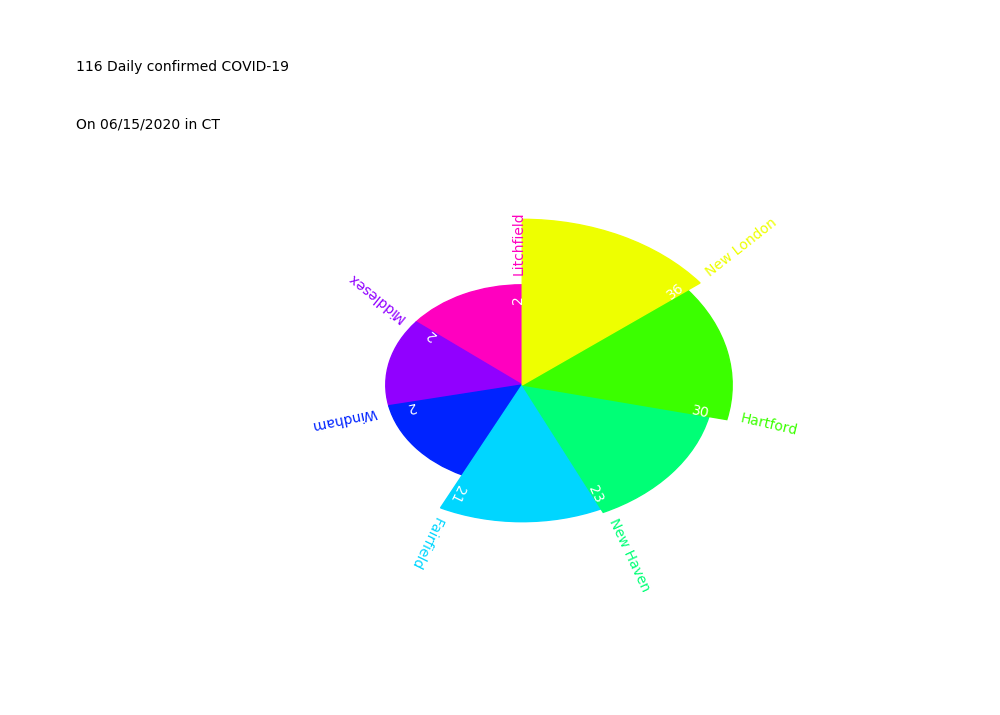 116 Daily confirmed COVID-19
On 06/15/2020 in CT
Litchfield
2
New London
36
Hartford
30
New Haven
23
Fairfield
21
Windham
2
Middlesex
2